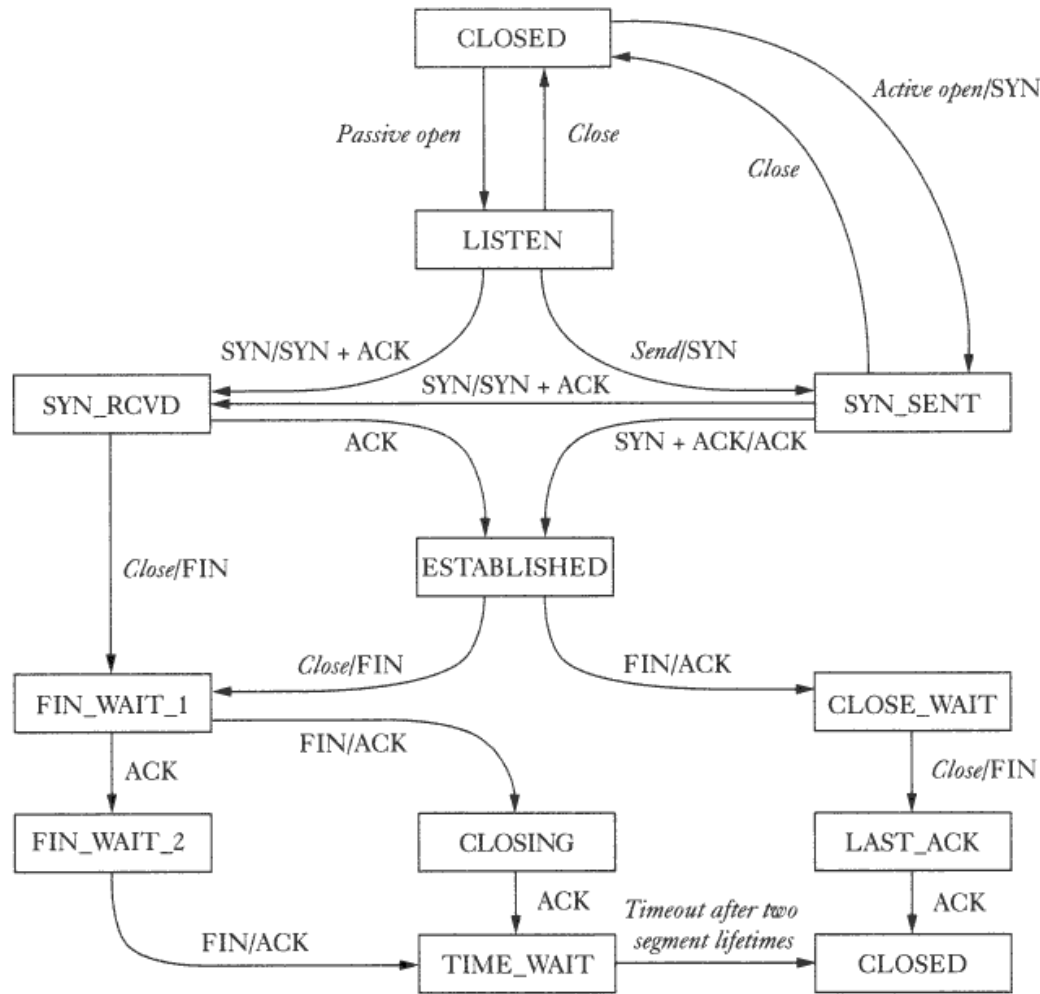 CLOSED
Active open/SYN
Passive open
Close
Close
LISTEN
SYN/SYN + ACK
Send/SYN
SYN/SYN + ACK
SYN_RCVD
SYN_SENT
ACK
SYN + ACK/ACK
Close/FIN
ESTABLISHED
Close/FIN
FIN/ACK
FIN_WAIT_1
CLOSE_WAIT
FIN/ACK
ACK
Close/FIN
FIN_WAIT_2
CLOSING
LAST_ACK
ACK
Timeout after two
segment lifetimes
ACK
FIN/ACK
TIME_WAIT
CLOSED